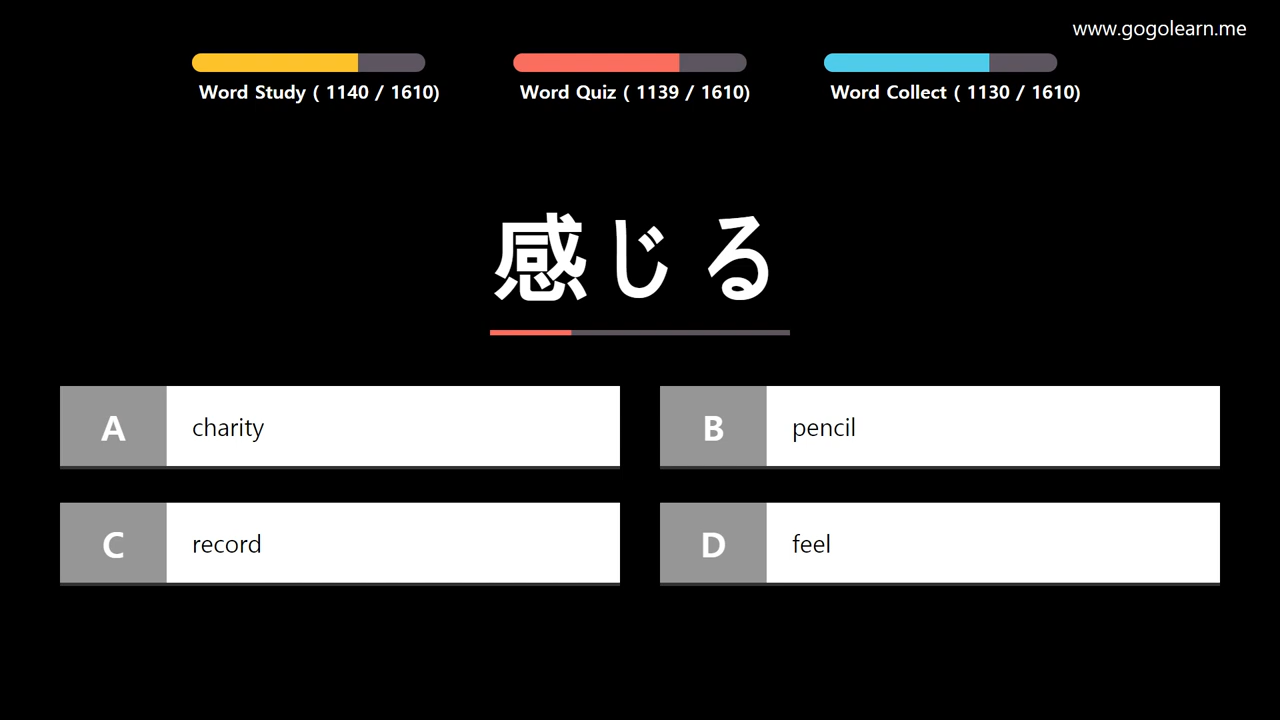 www.gogolearn.me
Word Study ( 1140 / 1610)
Word Quiz ( 1139 / 1610)
Word Collect ( 1130 / 1610)
感じる
A charity
B pencil
C record
D feel